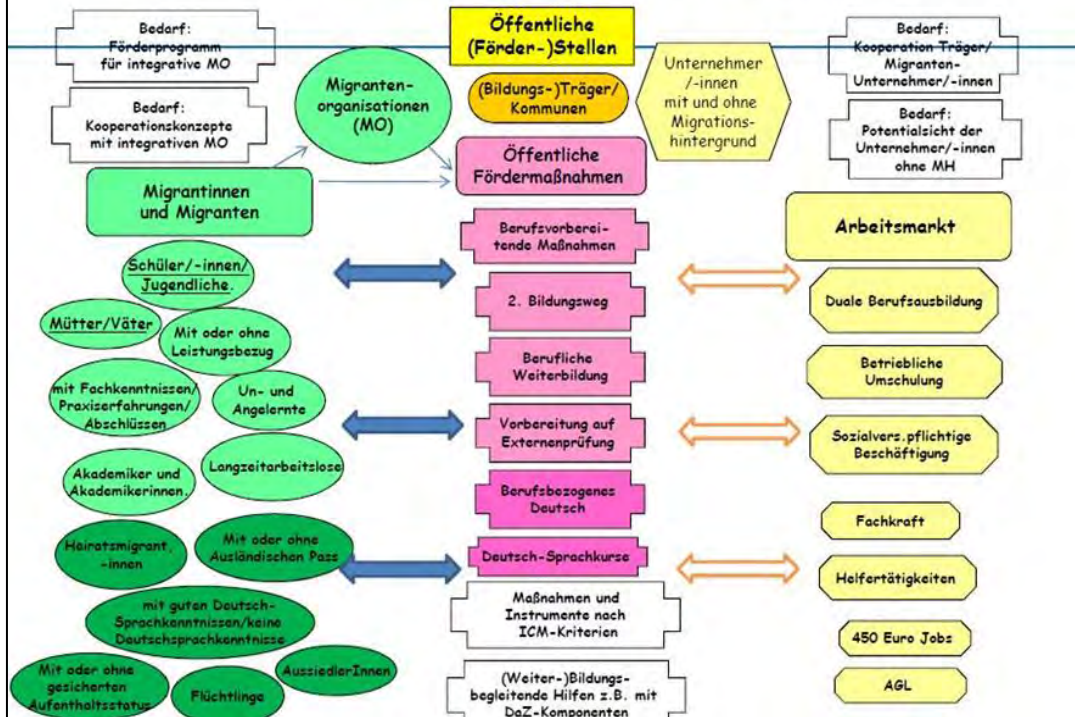 Bedarf:
Förderprogramm
für integrative MO
Bedarf:
Kooperationskonzepte
mit integrativen MO
Migranten-
organisationen
(MO)
Öffentliche
(Förder-)Stellen
(Bildungs-)Träger/
Kommunen
Unternehmer
/-innen
mit und ohne
Migrations-
hintergrund
Bedarf:
Kooperation Träger/
Migranten-
Unternehmer/-innen
Bedarf:
Potentialsicht der
Unternehmer/-innen
ohne MH
Migrantinnen
und Migranten
Schüler/-innen/
Jugendliche.
Mütter/Väter
Mit oder ohne
Leistungsbezug
mit Fachkenntnissen/
Praxiserfahrungen/
Abschlüssen
Un- und
Angelernte
Akademiker und
Akademikerinnen.
Langzeitarbeitslose
Heiratsmigrant,
-innen
Mit oder ohne
Ausländischen Pass
mit guten Deutsch-
Sprachkenntnissen/keine
Deutschsprachkenntnisse
Mit oder ohne
gesicherten
Aufenthaltsstatus
Flüchtlinge
AussiedlerInnen
Öffentliche
Fördermaßnahmen
Berufsvorberei-
tende Maßnahmen
2. Bildungsweg
Berufliche
Weiterbildung
Vorbereitung auf
Externenprüfung
Berufsbezogenes
Deutsch
Deutsch-Sprachkurse
Maßnahmen und
Instrumente nach
ICM-Kriterien
(Weiter-)Bildungs-
begleitende Hilfen z.B. mit
DaZ-Komponenten
Arbeitsmarkt
Duale Berufsausbildung
Betriebliche
Umschulung
Sozialvers.pflichtige
Beschäftigung
Fachkraft
Helfertätigkeiten
450 Euro Jobs
AGL